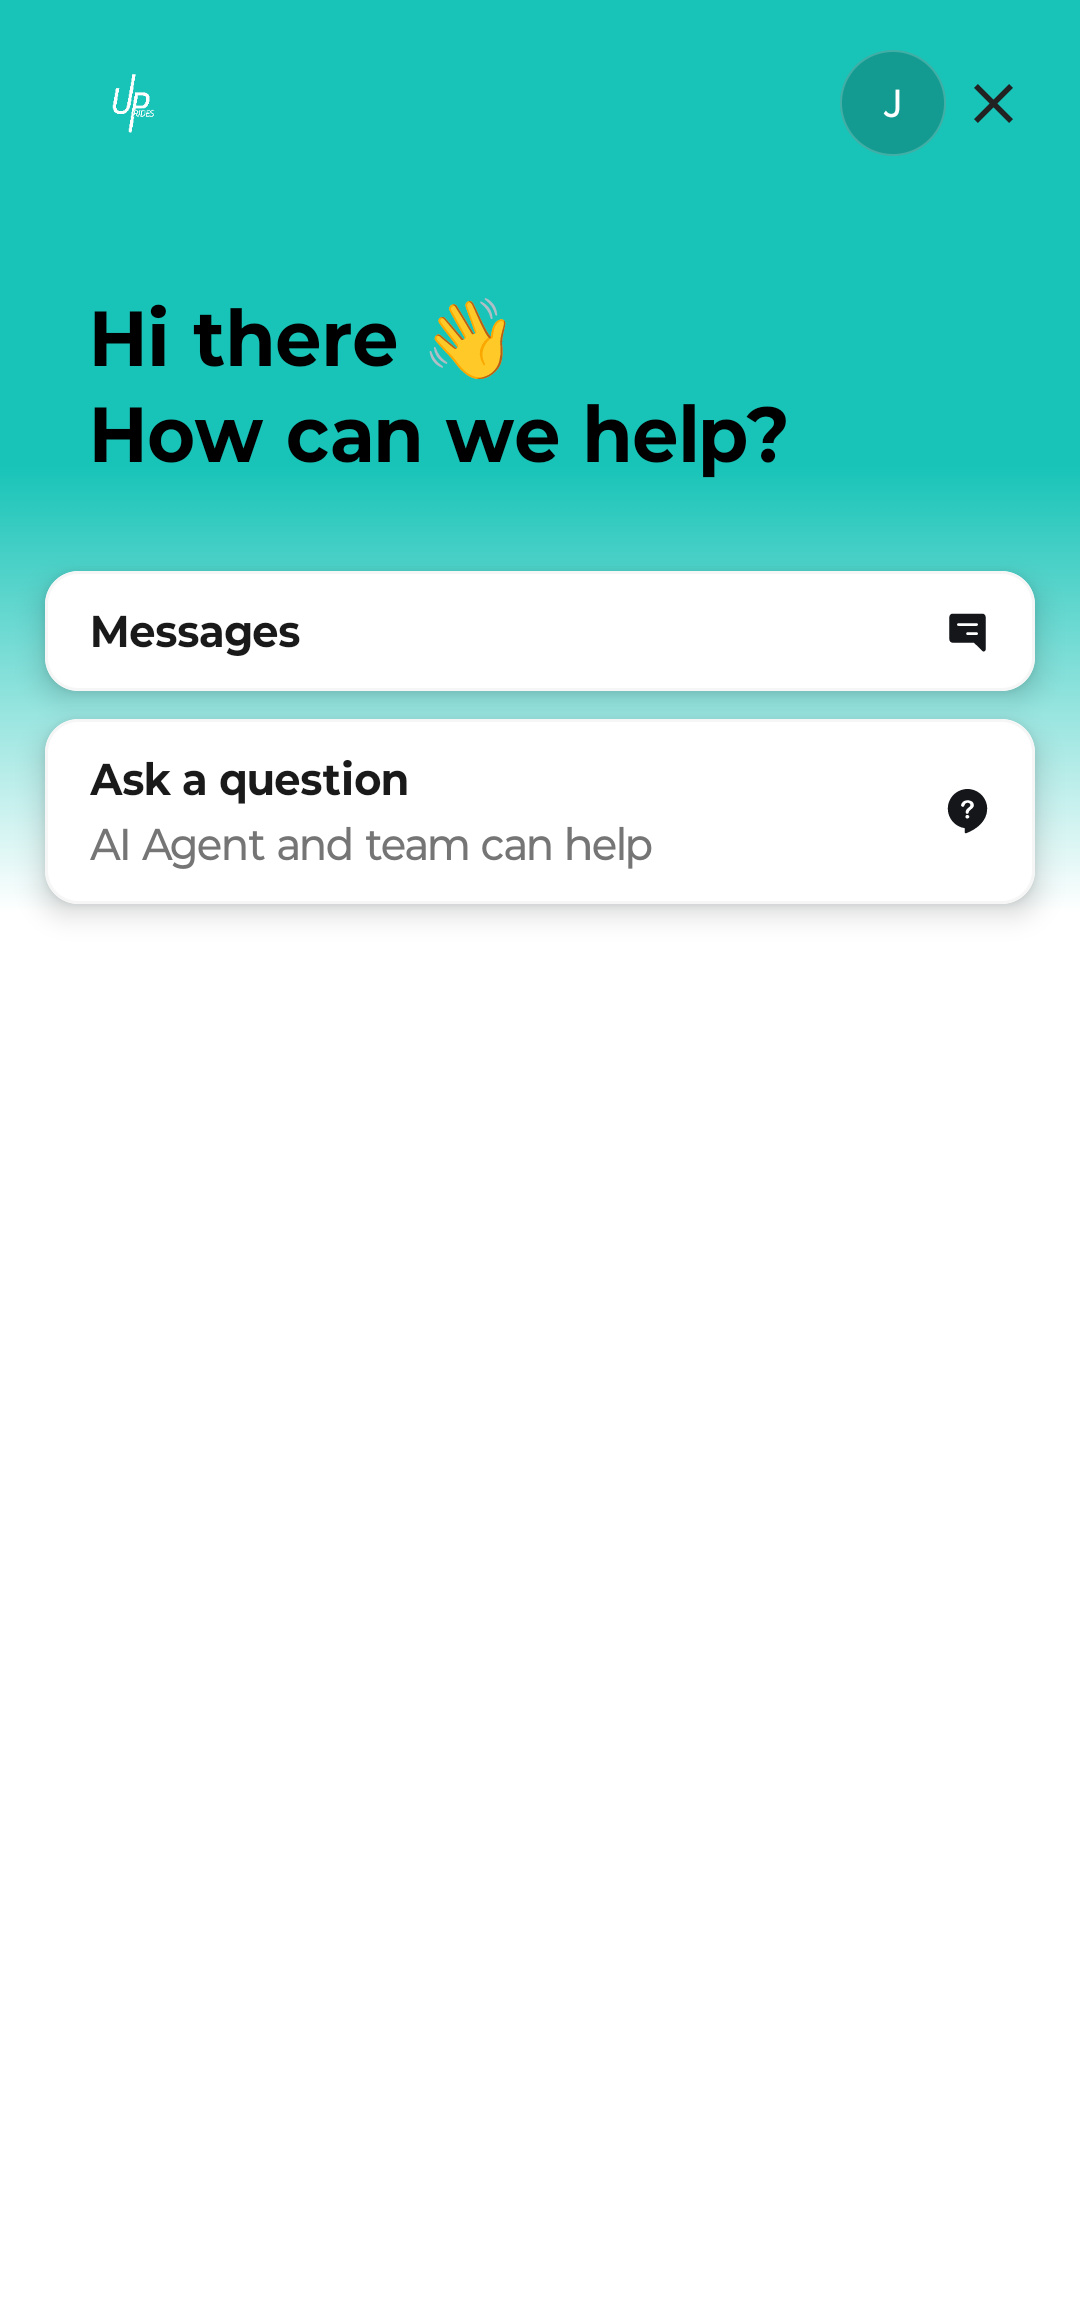 Up
RIDES
J
Hi there 👋
How can we help?
Messages
Ask a question
AI Agent and team can help